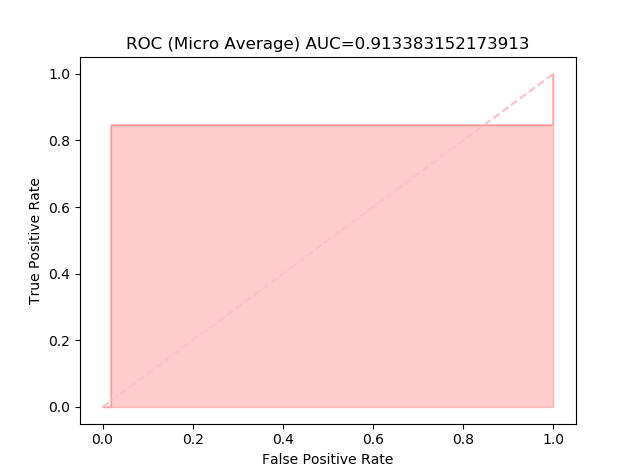 ROC (Micro Average) AUC=0.913383152173913
1.0
0.8
0.6
0.4
0.2
0.0
True Positive Rate
0.0 0.2 0.4 0.6 0.8 1.0
False Positive Rate